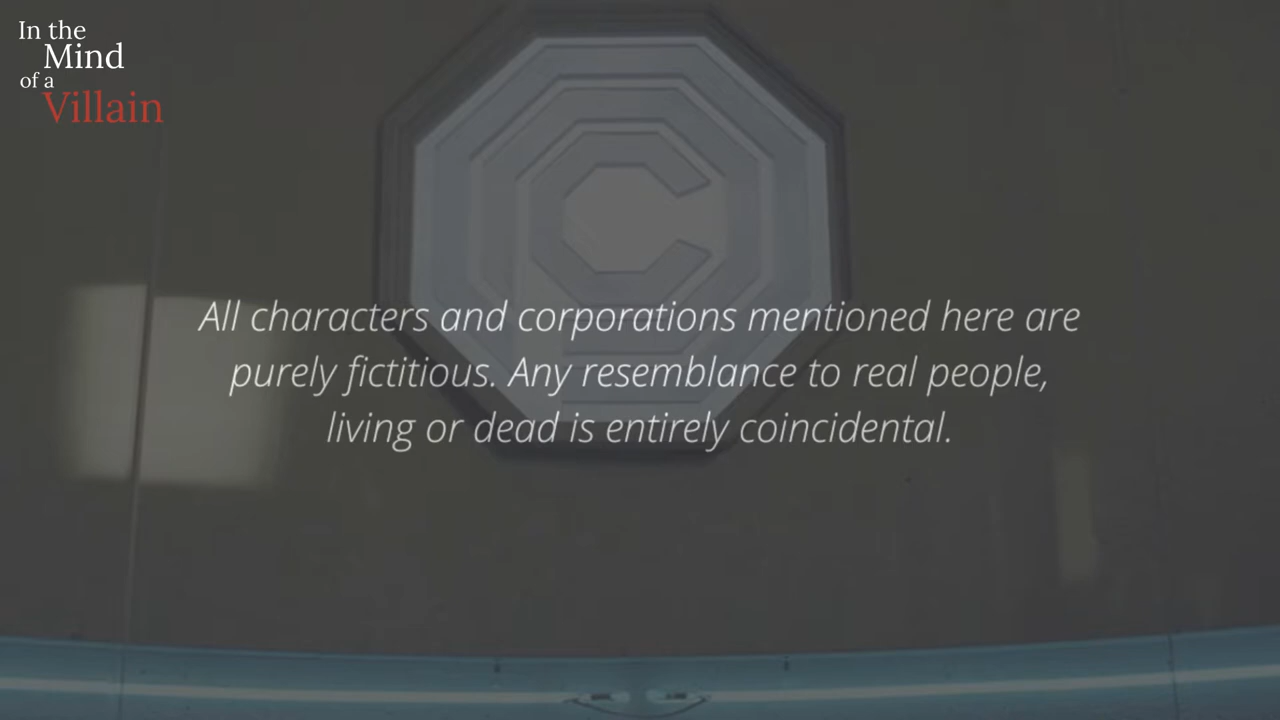 In the
Mind
of a
Villain
All characters and corporations mentioned here are
purely fictitious. Any resemblance to real people,
living or dead is entirely coincidental.